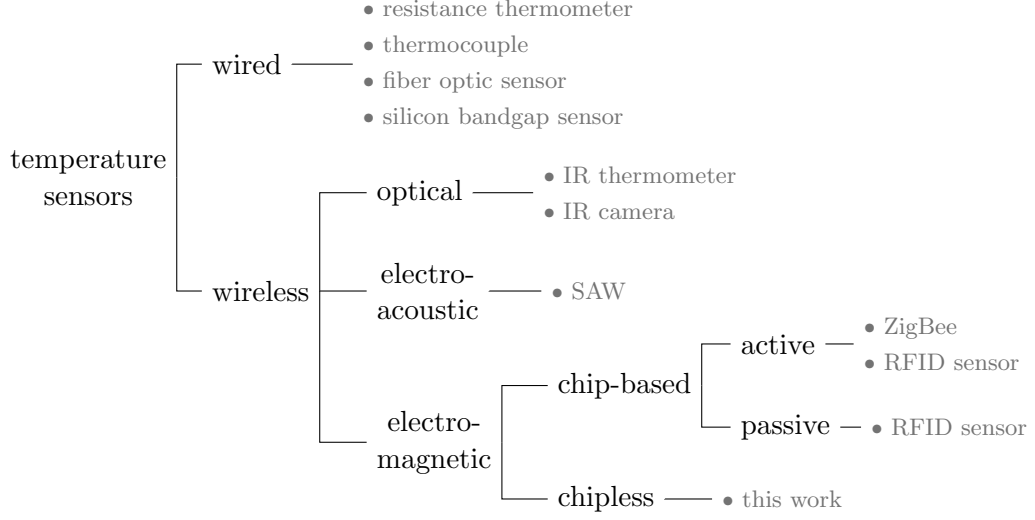 • resistance thermometer
• thermocouple
• fiber optic sensor
• silicon bandgap sensor
wired
temperature
sensors
• IR thermometer
• IR camera
optical
wireless
electro-
acoustic
• SAW
• ZigBee
• RFID sensor
active
chip-based
passive
• RFID sensor
electro-
magnetic
chipless
• this work